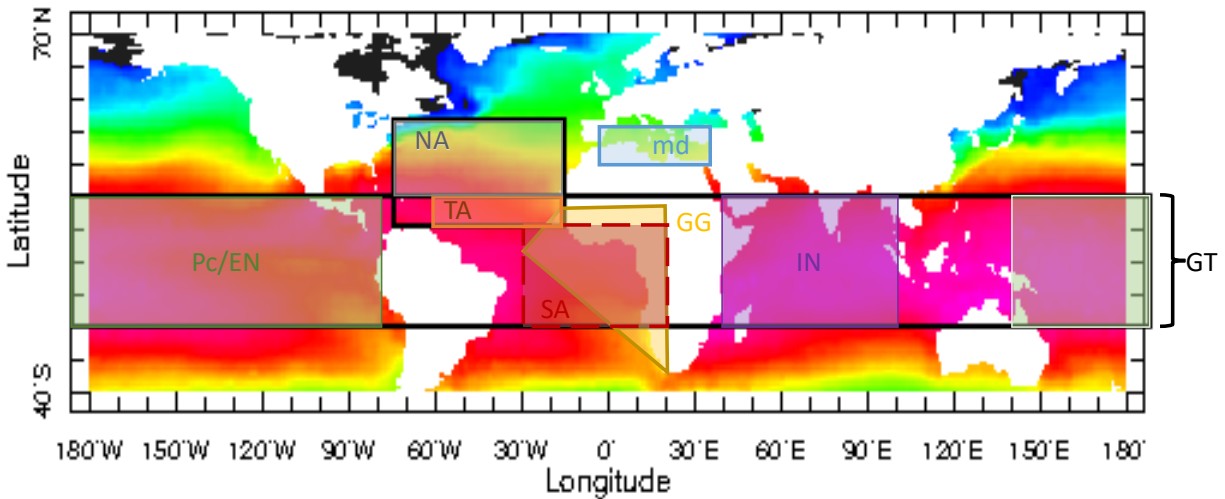 70˚N
NA
md
TA
GG
Pc/EN
IN
GT
SA
Latitude
40˚S
180˚W 150˚W 120˚W 90˚W 60˚W 30˚W 0˚ 30˚E 60˚E 90˚E 120˚E 150˚E 180˚
Longitude